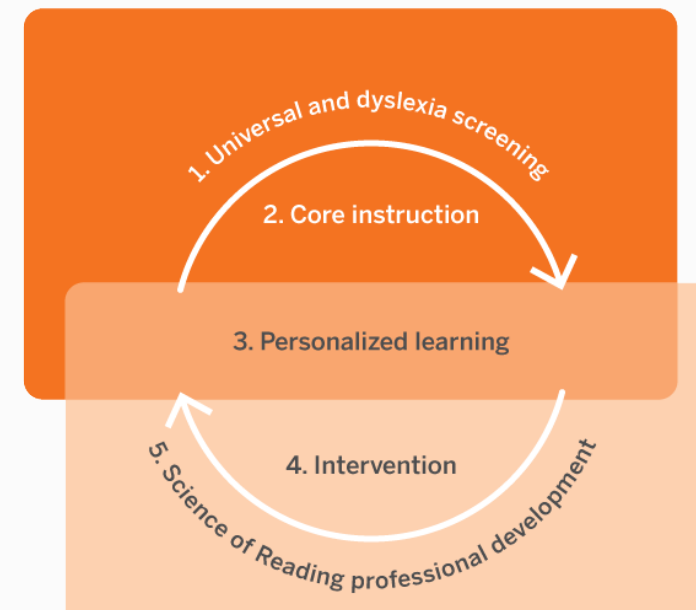 1. Universal and dyslexia screening
2. Core instruction
3. Personalized learning
4. Intervention
5. Science of Reading professional development